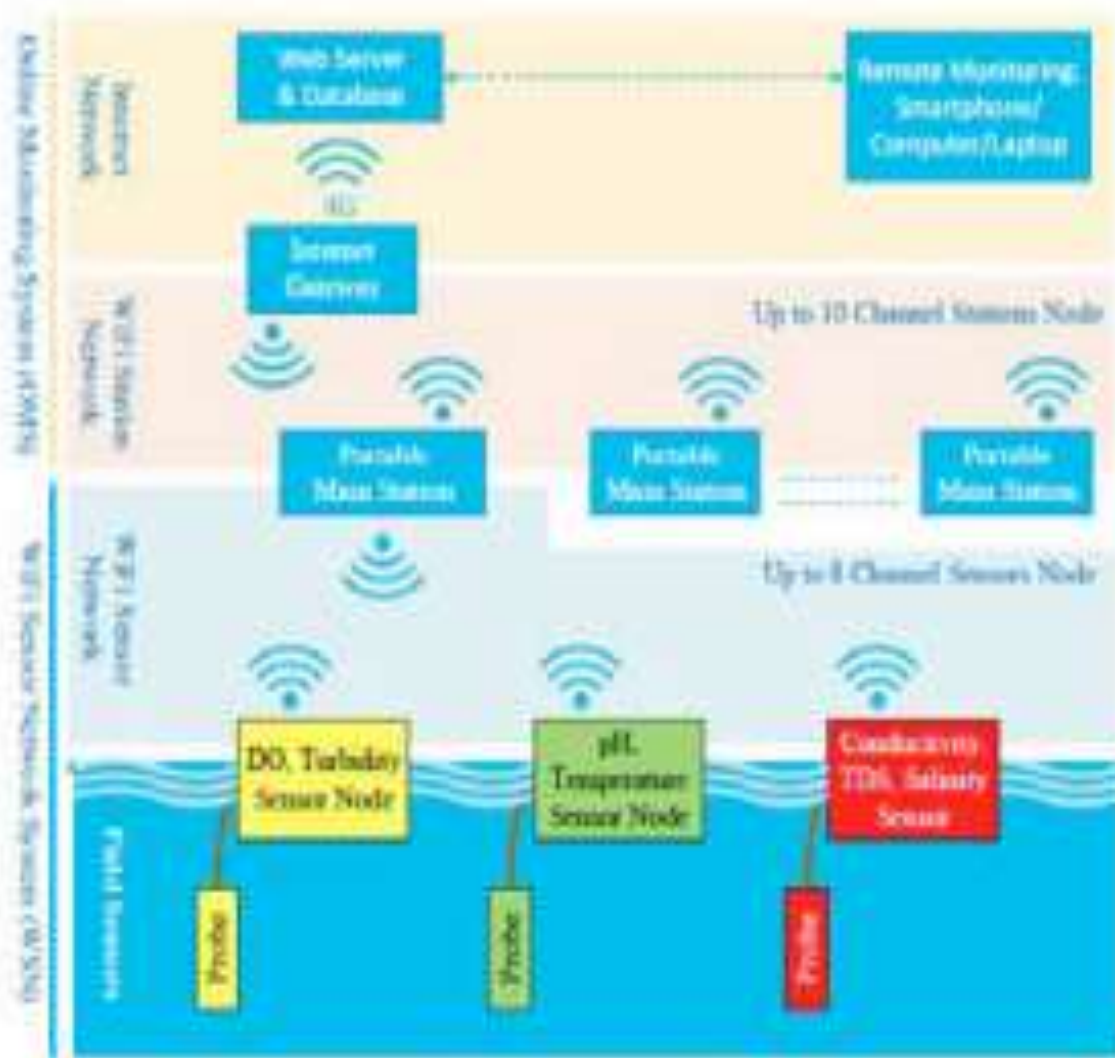 Web Server
& Database
Remote Monitoring,
Smartphone/
Computer/Laptop
Internet
Network
4G
Internet
Gateway
Up to 10 Channel Stations Node
WIFI Station
Network
Portable
Mass Station
Portable
Mass Station
Portable
Mass Station
WIFI Sensor
Network
Up to 8 Channel Sensors Node
DO, Turbidity
Sensor Node
pH,
Temperature
Sensor Node
Conductivity
TDS, Salinity
Sensor
Probe
Probe
Probe
Field Sensors
Online Monitoring System (OMS)
WIFI Sensor Network System (WSN)